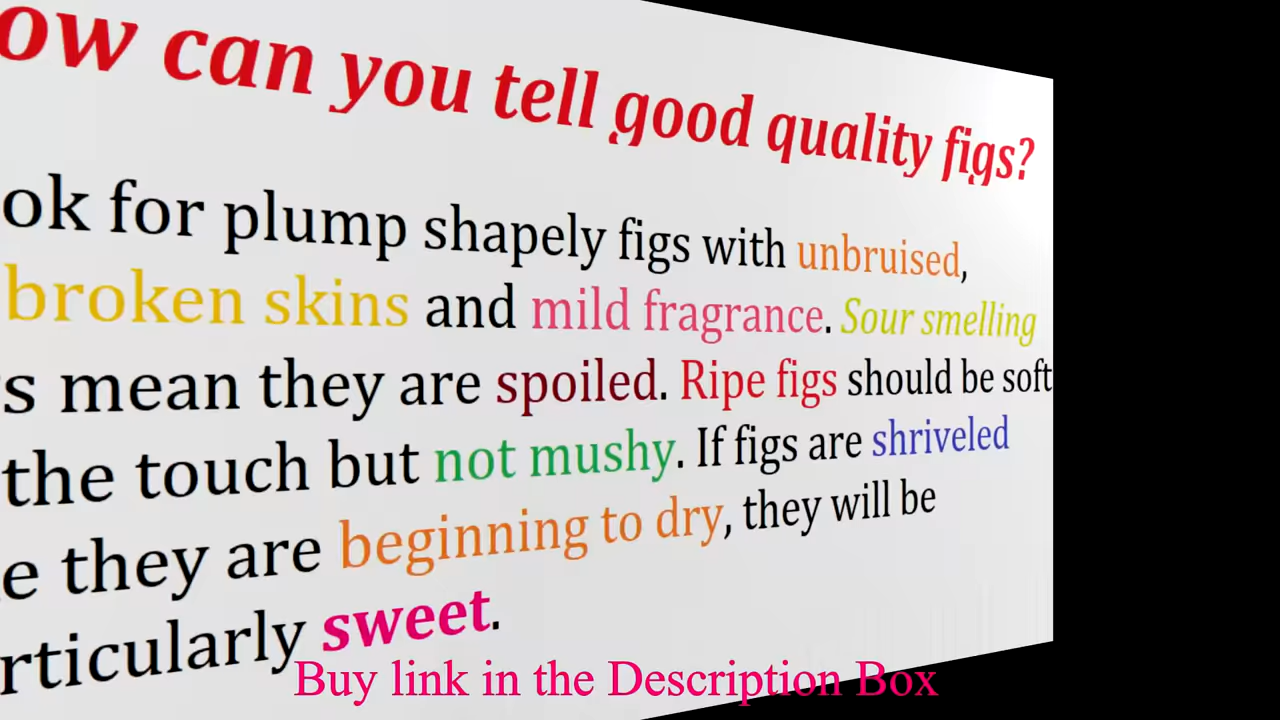 ow can you tell good quality figs?
ok for plump shapely figs with unbruised,
broken skins and mild fragrance. Sour smelling
s mean they are spoiled. Ripe figs should be soft
the touch but not mushy. If figs are shriveled
e they are beginning to dry, they will be
rticularly sweet.
Buy link in the Description Box